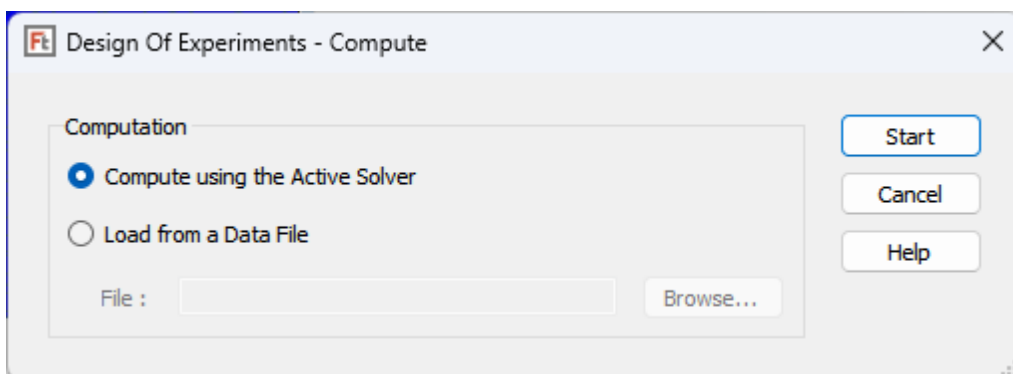 Ft Design Of Experiments - Compute
Computation
Compute using the Active Solver
Load from a Data File
File :
Browse...
Start
Cancel
Help